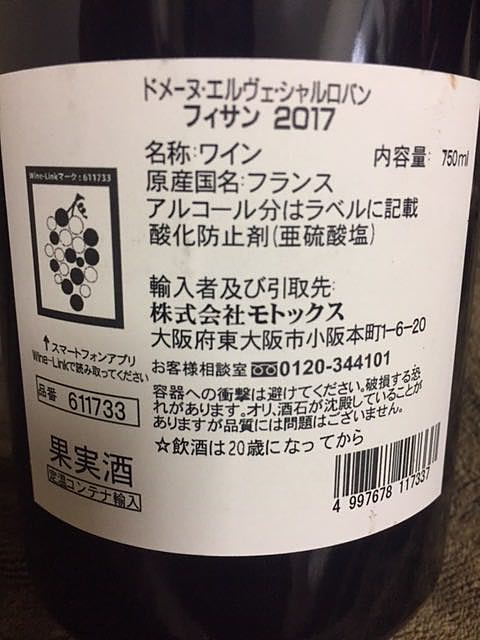 ドメーヌ・エルヴェ・シャルロパン
フィサン 2017
Wine-Linkマーク:611733
名称:ワイン 内容量: 750ml
原産国名:フランス
アルコール分はラベルに記載
酸化防止剤(亜硫酸塩)
輸入者及び引取先:
株式会社モトックス
大阪府東大阪市小阪本町1-6-20
↑スマートフォンアプリ
Wine-Linkで読み取ってください
お客様相談室 0120-344101
品番 611733
容器への衝撃は避けてください。破損する恐
れがあります。オリ、酒石が沈殿していることが
ありますが品質には問題はございません。
☆飲酒は20歳になってから
果実酒
定温コンテナ輸入
4 997678 117337